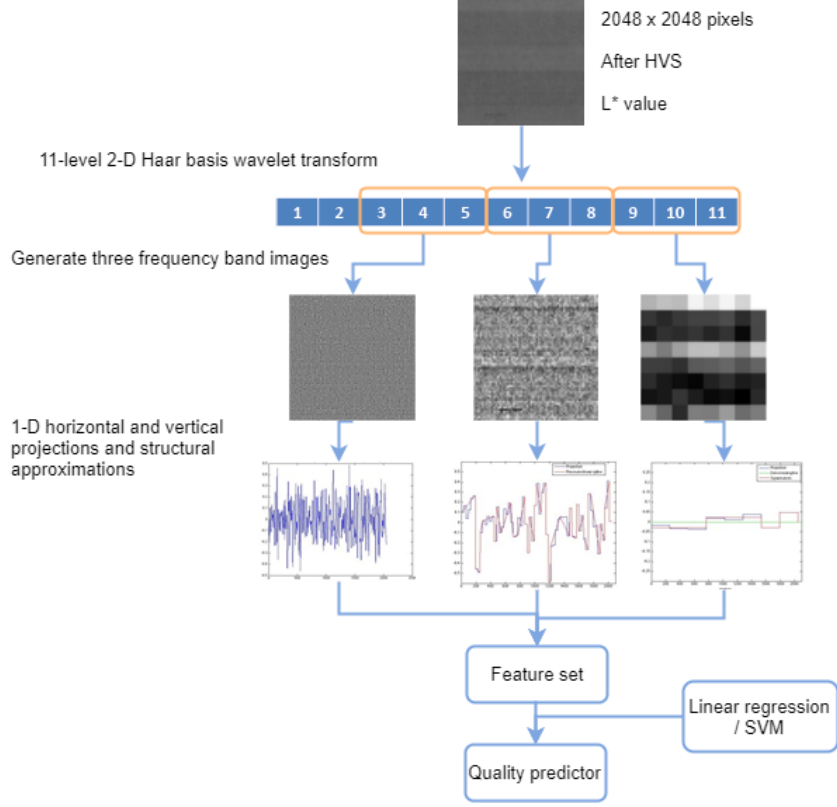 2048 x 2048 pixels
After HVS
L* value
11-level 2-D Haar basis wavelet transform
1 2 3 4 5 6 7 8 9 10 11
Generate three frequency band images
1-D horizontal and vertical
projections and structural
approximations
Feature set
Linear regression
/ SVM
Quality predictor